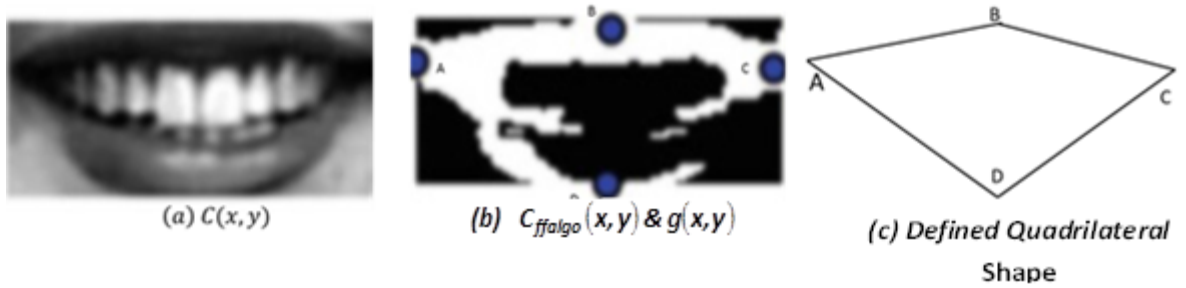 B
A
C
(a) C(x, y)
(b) C_ffalgo (x, y) & g(x, y)
B
A
C
D
(c) Defined Quadrilateral
Shape